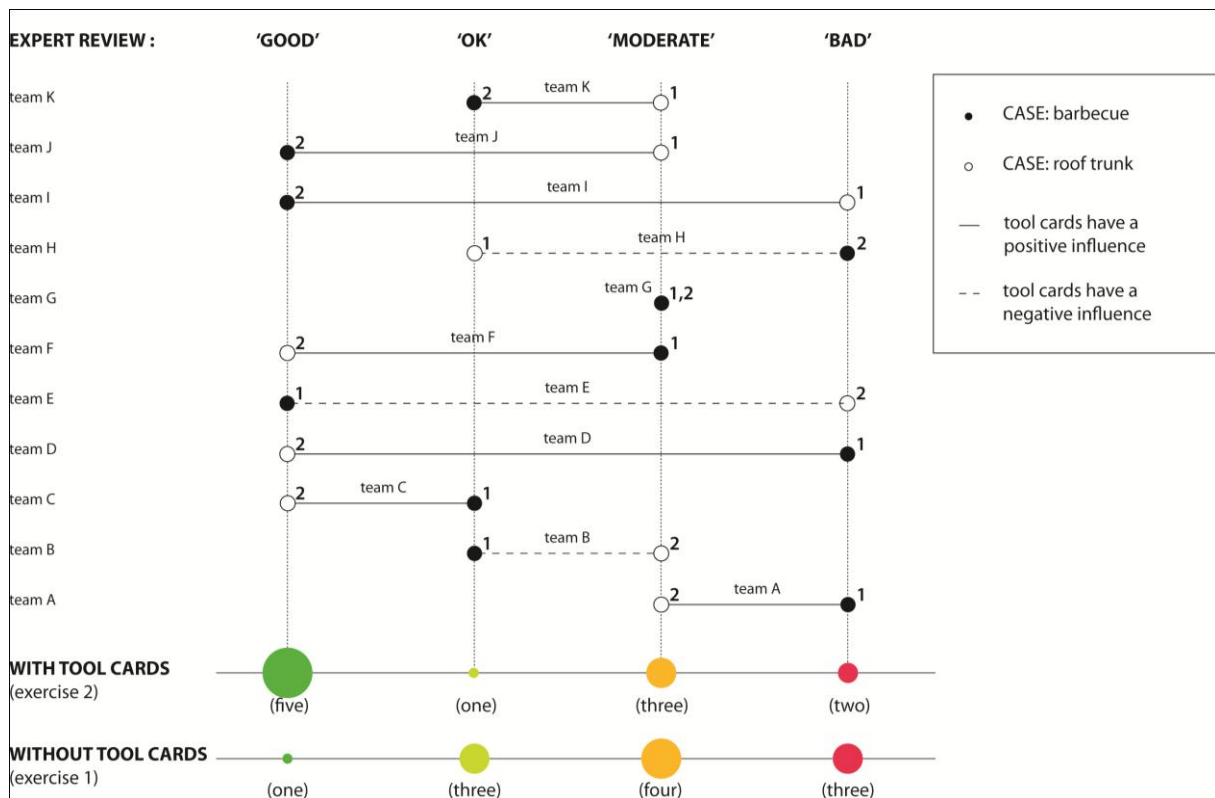 EXPERT REVIEW : 'GOOD' 'OK' 'MODERATE' 'BAD'
team K 2 team K 1
team J 2 team J 1
team I 2 team I 1
team H 1 team H 2
team G team G 1,2
team F 2 team F 1
team E 1 team E 2
team D 2 team D 1
team C 2 team C 1
team B 1 team B 2
team A 2 team A 1
WITH TOOL CARDS
(exercise 2)
(five) (one) (three) (two)
WITHOUT TOOL CARDS
(exercise 1)
(one) (three) (four) (three)
CASE: barbecue
CASE: roof trunk
tool cards have a
positive influence
tool cards have a
negative influence